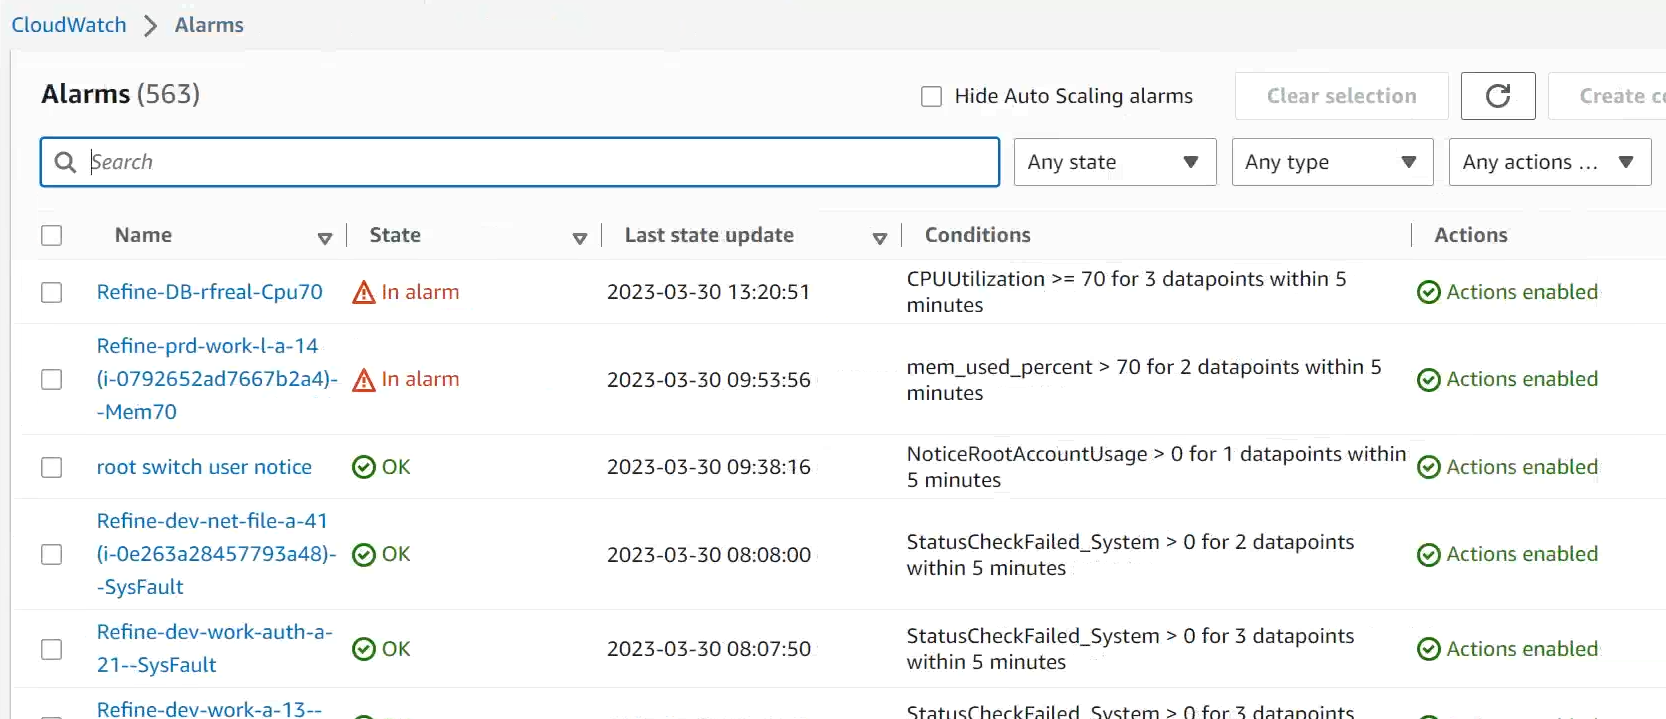 CloudWatch > Alarms
Alarms (563)
Hide Auto Scaling alarms
Clear selection
Create
Search
Any state
Any type
Any actions ...
Name
State
Last state update
Conditions
Actions
Refine-DB-rfreal-Cpu70
In alarm
2023-03-30 13:20:51
CPUUtilization >= 70 for 3 datapoints within 5
minutes
Actions enabled
Refine-prd-work-l-a-14
(i-0792652ad7667b2a4)-
-Mem70
In alarm
2023-03-30 09:53:56
mem_used_percent > 70 for 2 datapoints within 5
minutes
Actions enabled
root switch user notice
OK
2023-03-30 09:38:16
NoticeRootAccountUsage > 0 for 1 datapoints within
5 minutes
Actions enabled
Refine-dev-net-file-a-41
(i-0e263a28457793a48)-
-SysFault
OK
2023-03-30 08:08:00
StatusCheckFailed_System > 0 for 2 datapoints
within 5 minutes
Actions enabled
Refine-dev-work-auth-a-
21--SysFault
OK
2023-03-30 08:07:50
StatusCheckFailed_System > 0 for 3 datapoints
within 5 minutes
Actions enabled
Refine-dev-work-a-13--
StatusCheckFailed_System > 0 for 3 datapoints